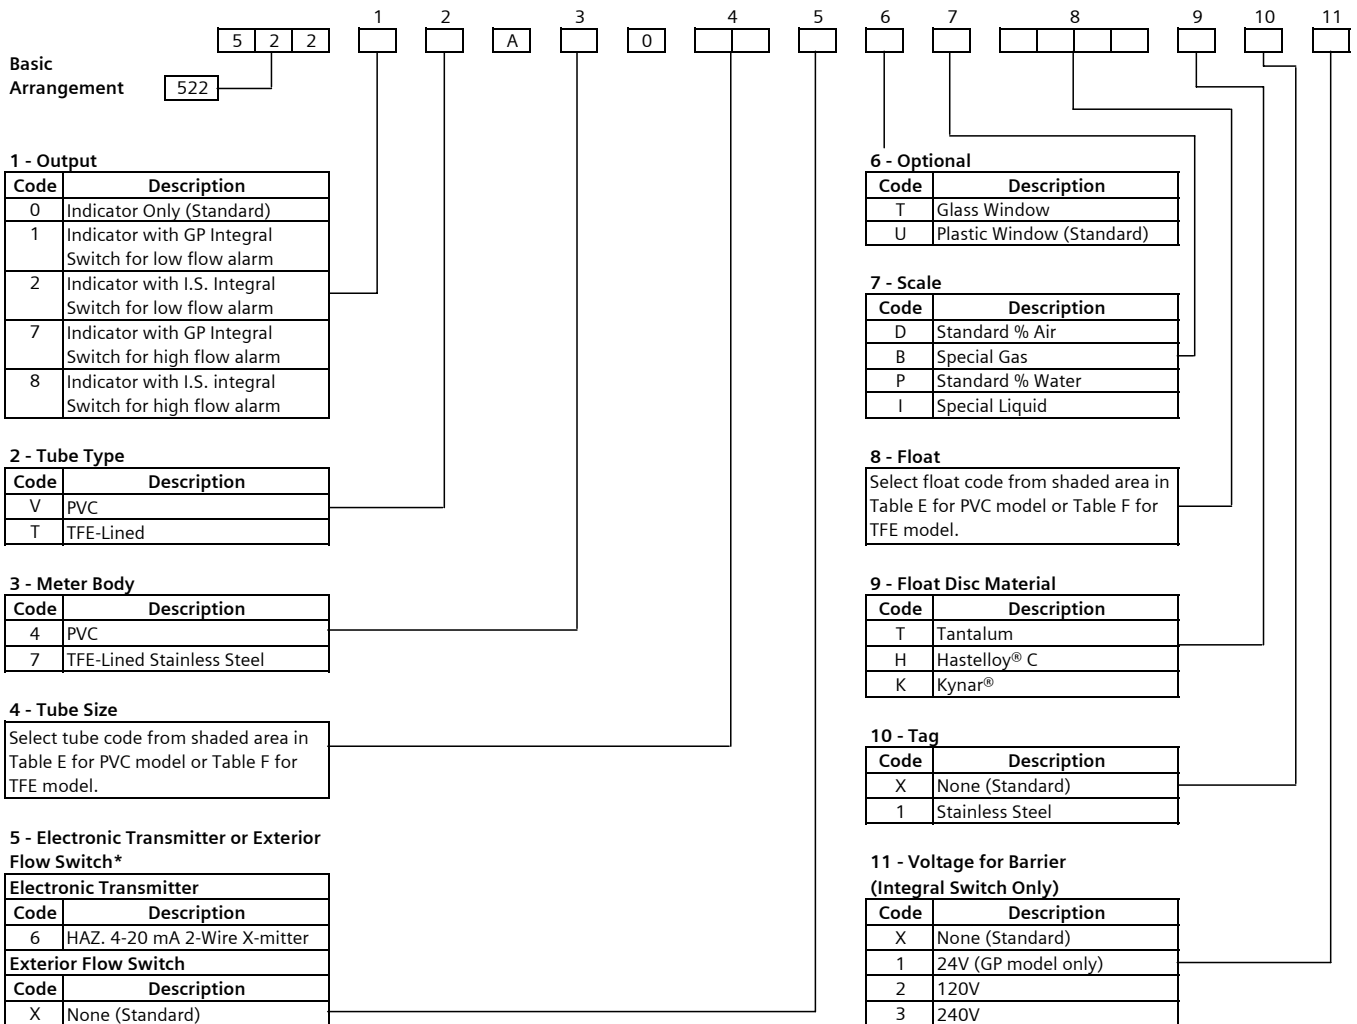 1 2 3 4 5 6 7 8 9 10 11
5 2 2 A 0
Basic
Arrangement 522
1 - Output
Code Description
0 Indicator Only (Standard)
1 Indicator with GP Integral
Switch for low flow alarm
2 Indicator with I.S. Integral
Switch for low flow alarm
7 Indicator with GP Integral
Switch for high flow alarm
8 Indicator with I.S. integral
Switch for high flow alarm
2 - Tube Type
Code Description
V PVC
T TFE-Lined
3 - Meter Body
Code Description
4 PVC
7 TFE-Lined Stainless Steel
4 - Tube Size
Select tube code from shaded area in
Table E for PVC model or Table F for
TFE model.
5 - Electronic Transmitter or Exterior
Flow Switch*
Electronic Transmitter
Code Description
6 HAZ. 4-20 mA 2-Wire X-mitter
Exterior Flow Switch
Code Description
X None (Standard)
6 - Optional
Code Description
T Glass Window
U Plastic Window (Standard)
7 - Scale
Code Description
D Standard % Air
B Special Gas
P Standard % Water
I Special Liquid
8 - Float
Select float code from shaded area in
Table E for PVC model or Table F for
TFE model.
9 - Float Disc Material
Code Description
T Tantalum
H Hastelloy® C
K Kynar®
10 - Tag
Code Description
X None (Standard)
1 Stainless Steel
11 - Voltage for Barrier
(Integral Switch Only)
Code Description
X None (Standard)
1 24V (GP model only)
2 120V
3 240V